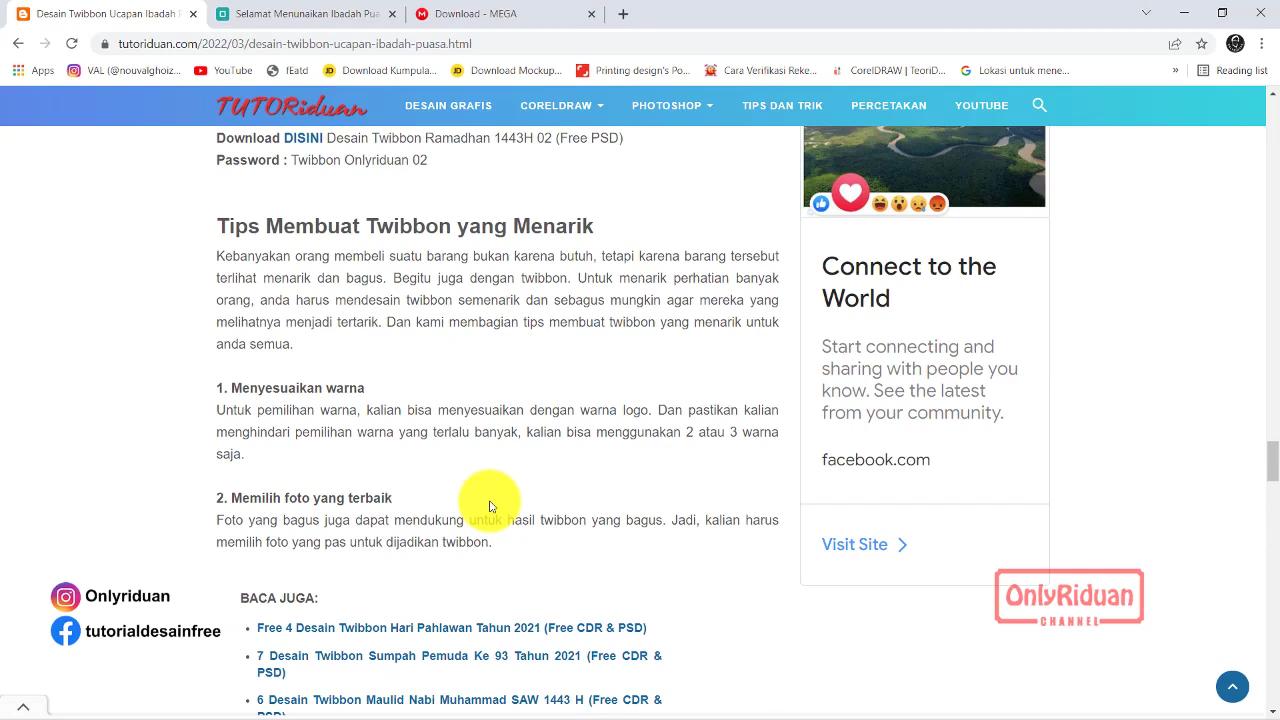 Desain Twibbon Ucapan Ibadah P
Selamat Menunaikan Ibadah Pua
Download - MEGA
tutoriduan.com/2022/03/desain-twibbon-ucapan-ibadah-puasa.html
Apps
VAL (@nouvalghoiz...
YouTube
fEatd
Download Kumpula...
Download Mockup...
Printing design's Po...
Cara Verifikasi Reke...
CorelDRAW | TeoriD...
Lokasi untuk mene...
»
Reading list
TUTORiduan
DESAIN GRAFIS
CORELDRAW
PHOTOSHOP
TIPS DAN TRIK
PERCETAKAN
YOUTUBE
Download DISINI Desain Twibbon Ramadhan 1443H 02 (Free PSD)
Password : Twibbon Onlyriduan 02
Tips Membuat Twibbon yang Menarik
Kebanyakan orang membeli suatu barang bukan karena butuh, tetapi karena barang tersebut
terlihat menarik dan bagus. Begitu juga dengan twibbon. Untuk menarik perhatian banyak
orang, anda harus mendesain twibbon semenarik dan sebagus mungkin agar mereka yang
melihatnya menjadi tertarik. Dan kami membagian tips membuat twibbon yang menarik untuk
anda semua.
1. Menyesuaikan warna
Untuk pemilihan warna, kalian bisa menyesuaikan dengan warna logo. Dan pastikan kalian
menghindari pemilihan warna yang terlalu banyak, kalian bisa menggunakan 2 atau 3 warna
saja.
2. Memilih foto yang terbaik
Foto yang bagus juga dapat mendukung untuk hasil twibbon yang bagus. Jadi, kalian harus
memilih foto yang pas untuk dijadikan twibbon.
BACA JUGA:
Free 4 Desain Twibbon Hari Pahlawan Tahun 2021 (Free CDR & PSD)
7 Desain Twibbon Sumpah Pemuda Ke 93 Tahun 2021 (Free CDR &
PSD)
6 Desain Twibbon Maulid Nabi Muhammad SAW 1443 H (Free CDR &
PSD)
Connect to the
World
Start connecting and
sharing with people you
know. See the latest
from your community.
facebook.com
Visit Site
Onlyriduan
tutorialdesainfree
OnlyRiduan
CHANNEL